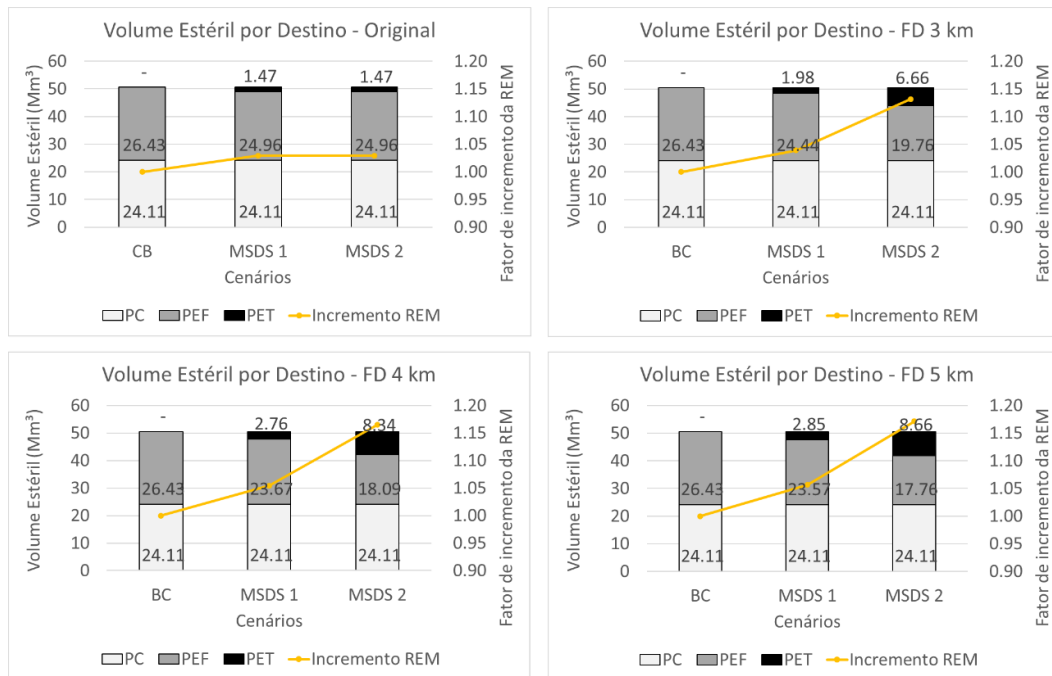 Volume Estéril por Destino - Original
Volume Estéril (Mm³)
60
50
40
30
20
10
0
- 1.47 1.47
26.43 24.96 24.96
24.11 24.11 24.11
1.20
1.15
1.10
1.05
1.00
0.95
0.90
Fator de incremento da REM
CB MSDS 1 MSDS 2
Cenários
PC PEF PET Incremento REM
Volume Estéril por Destino - FD 3 km
Volume Estéril (Mm³)
60
50
40
30
20
10
0
- 1.98 6.66
26.43 24.44 19.76
24.11 24.11 24.11
1.20
1.15
1.10
1.05
1.00
0.95
0.90
Fator de incremento da REM
BC MSDS 1 MSDS 2
Cenários
PC PEF PET Incremento REM
Volume Estéril por Destino - FD 4 km
Volume Estéril (Mm³)
60
50
40
30
20
10
0
- 2.76 8.34
26.43 23.67 18.09
24.11 24.11 24.11
1.20
1.15
1.10
1.05
1.00
0.95
0.90
Fator de incremento da REM
BC MSDS 1 MSDS 2
Cenários
PC PEF PET Incremento REM
Volume Estéril por Destino - FD 5 km
Volume Estéril (Mm³)
60
50
40
30
20
10
0
- 2.85 8.66
26.43 23.57 17.76
24.11 24.11 24.11
1.20
1.15
1.10
1.05
1.00
0.95
0.90
Fator de incremento da REM
BC MSDS 1 MSDS 2
Cenários
PC PEF PET Incremento REM